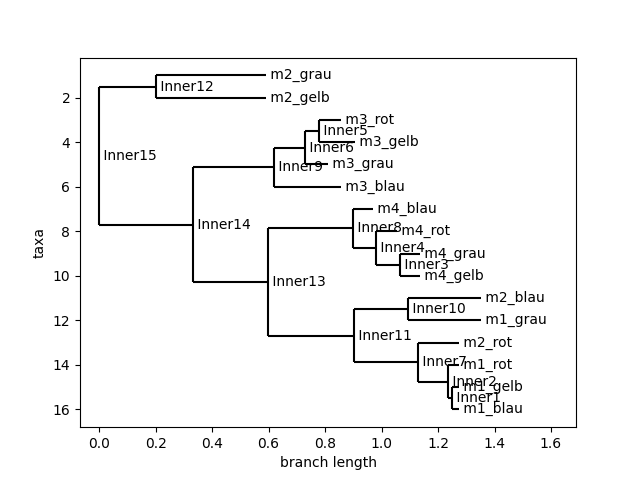 m2_grau
Inner12
2
m2_gelb
m3_rot
Inner5
4
m3_gelb
Inner6
Inner15
m3_grau
Inner9
6
m3_blau
m4_blau
Inner14
Inner8
8
m4_rot
taxa
Inner4
m4_grau
Inner3
10
m4_gelb
Inner13
m2_blau
Inner10
12
m1_grau
Inner11
m2_rot
Inner7
14
m1_rot
Inner2
m1_gelb
Inner1
16
m1_blau
0.0 0.2 0.4 0.6 0.8 1.0 1.2 1.4 1.6
branch length